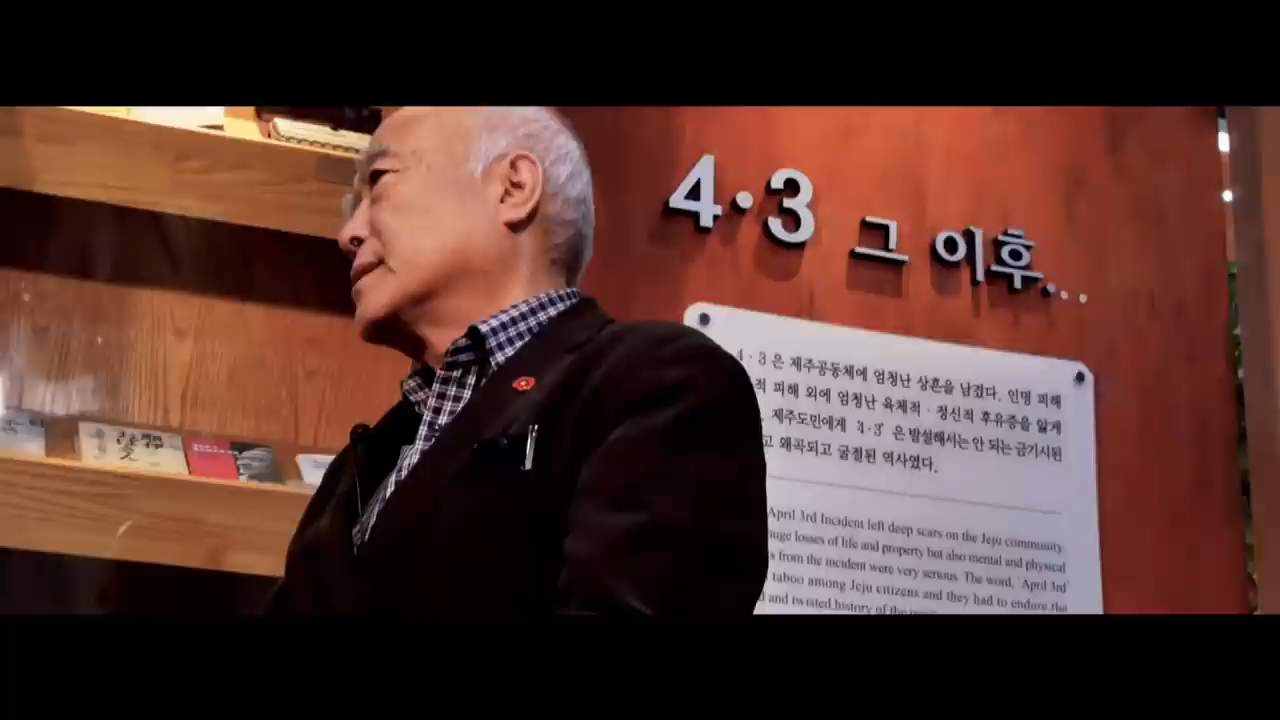 4·3 그 이후...
4·3은 제주공동체에 엄청난 상흔을 남겼다. 인명 피해
적 피해 외에 엄청난 육체적·정신적 후유증을 앓게
제주도민에게 '4·3' 은 발설해서는 안 되는 금기시된
고 왜곡되고 굴절된 역사였다.
April 3rd Incident left deep scars on the Jeju community
huge losses of life and property but also mental and physical
s from the incident were very serious. The word, 'April 3rd'
taboo among Jeju citizens and they had to endure the
d and twisted history of the